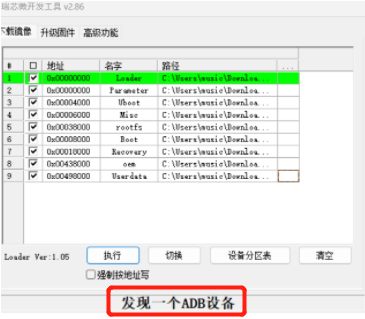 瑞芯微开发工具 v2.86
下载镜像 升级固件 高级功能
# 地址 名字 路径 ...
1 0x00000000 Loader C:\Users\music\Downloa...
2 0x00000000 Parameter C:\Users\music\Downloa...
3 0x00004000 Uboot C:\Users\music\Downloa...
4 0x00006000 Misc C:\Users\music\Downloa...
5 0x00038000 rootfs C:\Users\music\Downloa...
6 0x00008000 Boot C:\Users\music\Downloa...
7 0x00018000 Recovery C:\Users\music\Downloa...
8 0x00438000 oem C:\Users\music\Downloa...
9 0x00498000 Userdata C:\Users\music\Downloa...
Loader Ver:1.05 执行 切换 设备分区表 清空
强制按地址写
发现一个ADB设备